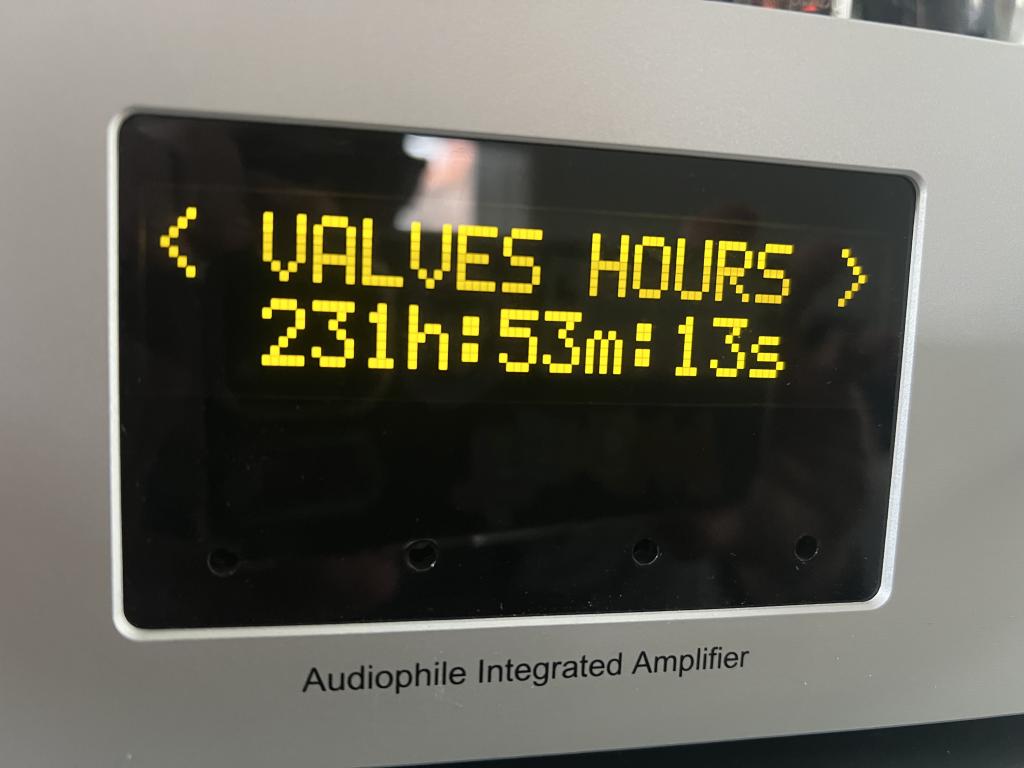 < VALVES HOURS >
231h:53m:13s
Audiophile Integrated Amplifier